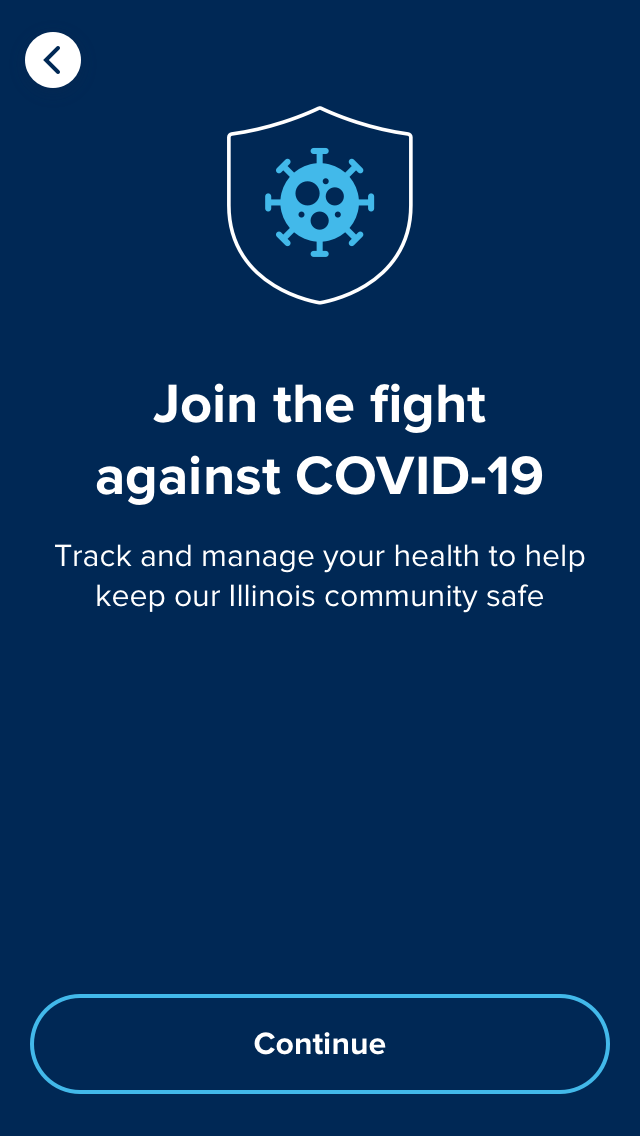 Join the fight
against COVID-19
Track and manage your health to help
keep our Illinois community safe
Continue